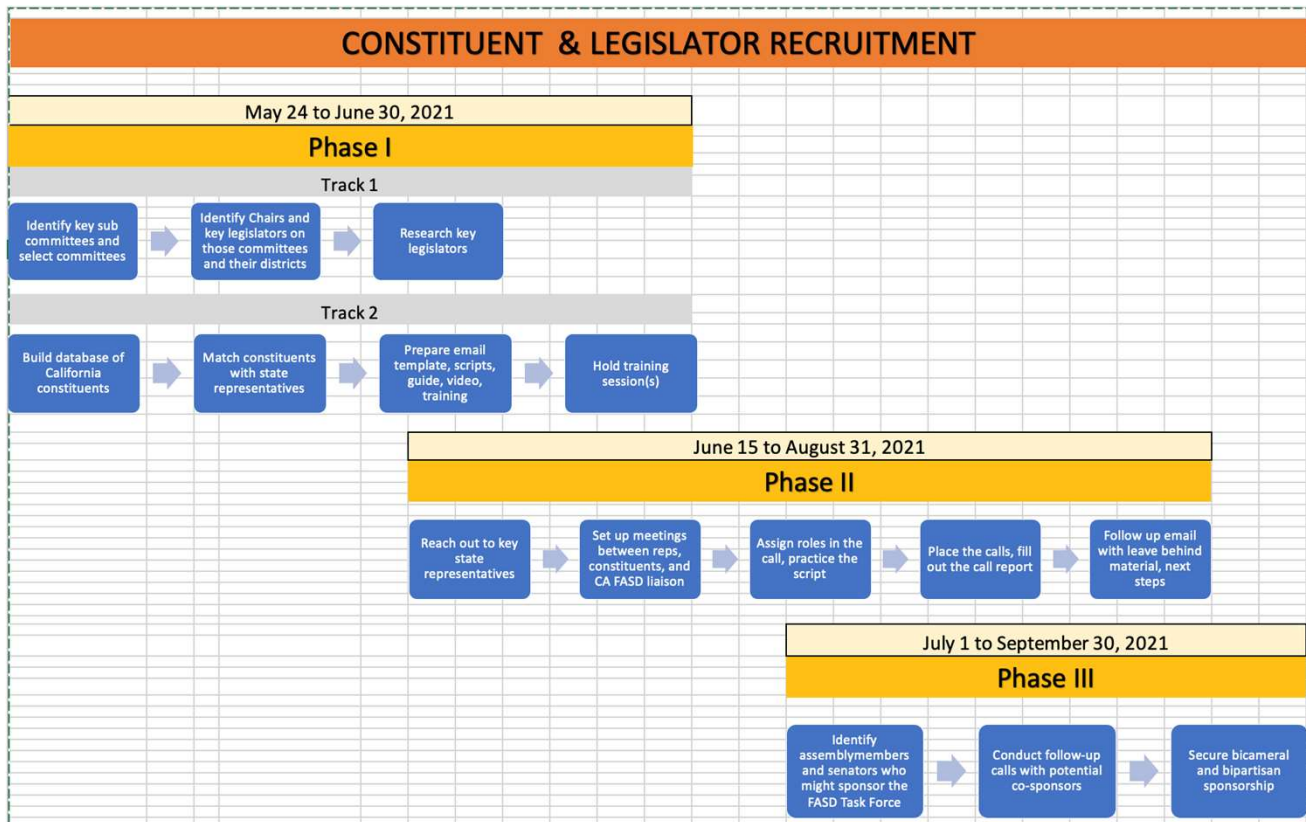 CONSTITUENT & LEGISLATOR RECRUITMENT
May 24 to June 30, 2021
Phase I
Track 1
Identify key sub
committees and
select committees
Identify Chairs and
key legislators on
those committees
and their districts
Research key
legislators
Track 2
Build database of
California
constituents
Match constituents
with state
representatives
Prepare email
template, scripts,
guide, video,
training
Hold training
session(s)
June 15 to August 31, 2021
Phase II
Reach out to key
state
representatives
Set up meetings
between reps,
constituents, and
CA FASD liaison
Assign roles in the
call, practice the
script
Place the calls, fill
out the call report
Follow up email
with leave behind
material, next
steps
July 1 to September 30, 2021
Phase III
Identify
assemblymembers
and senators who
might sponsor the
FASD Task Force
Conduct follow-up
calls with potential
co-sponsors
Secure bicameral
and bipartisan
sponsorship